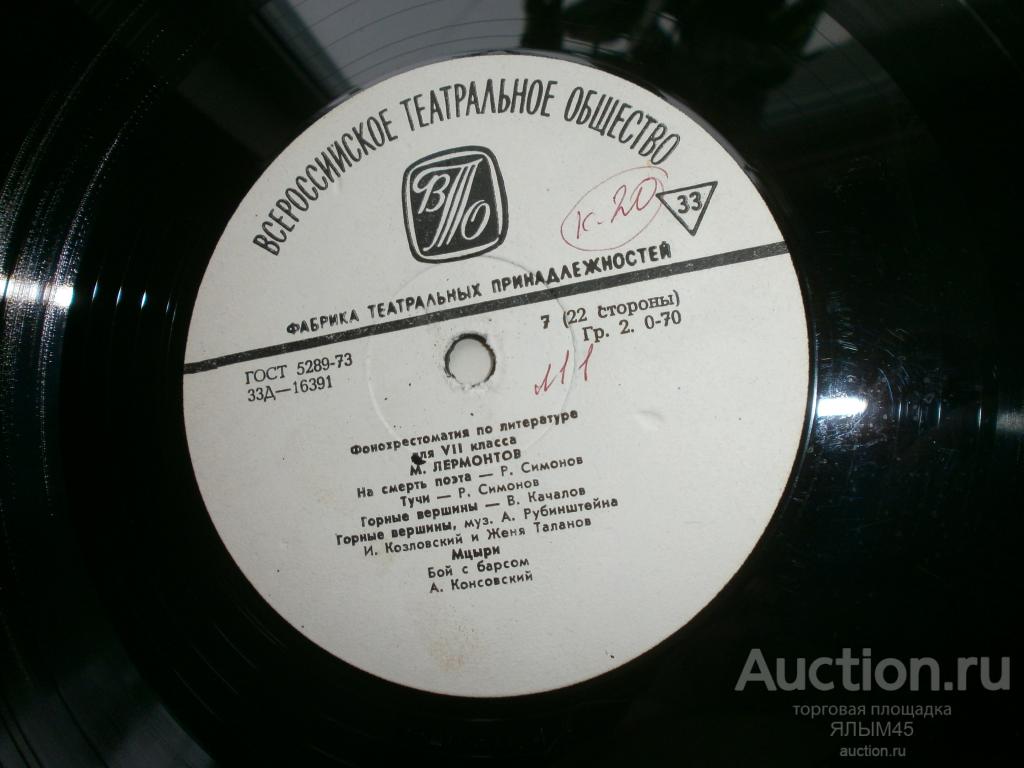 ВСЕРОССИЙСКОЕ ТЕАТРАЛЬНОЕ ОБЩЕСТВО
ВТО
к-20
33
ФАБРИКА ТЕАТРАЛЬНЫХ ПРИНАДЛЕЖНОСТЕЙ
ГОСТ 5289-73
33Д—16391
7 (22 стороны)
Гр. 2. 0-70
Фонохрестоматия по литературе
для VII класса
М. ЛЕРМОНТОВ
На смерть поэта — Р. Симонов
Тучи — Р. Симонов
Горные вершины — В. Качалов
Горные вершины, муз. А. Рубинштейна
И. Козловский и Женя Таланов
Мцыри
Бой с барсом
А. Консовский
Auction.ru
торговая площадка
ЯЛЫМ45
auction.ru